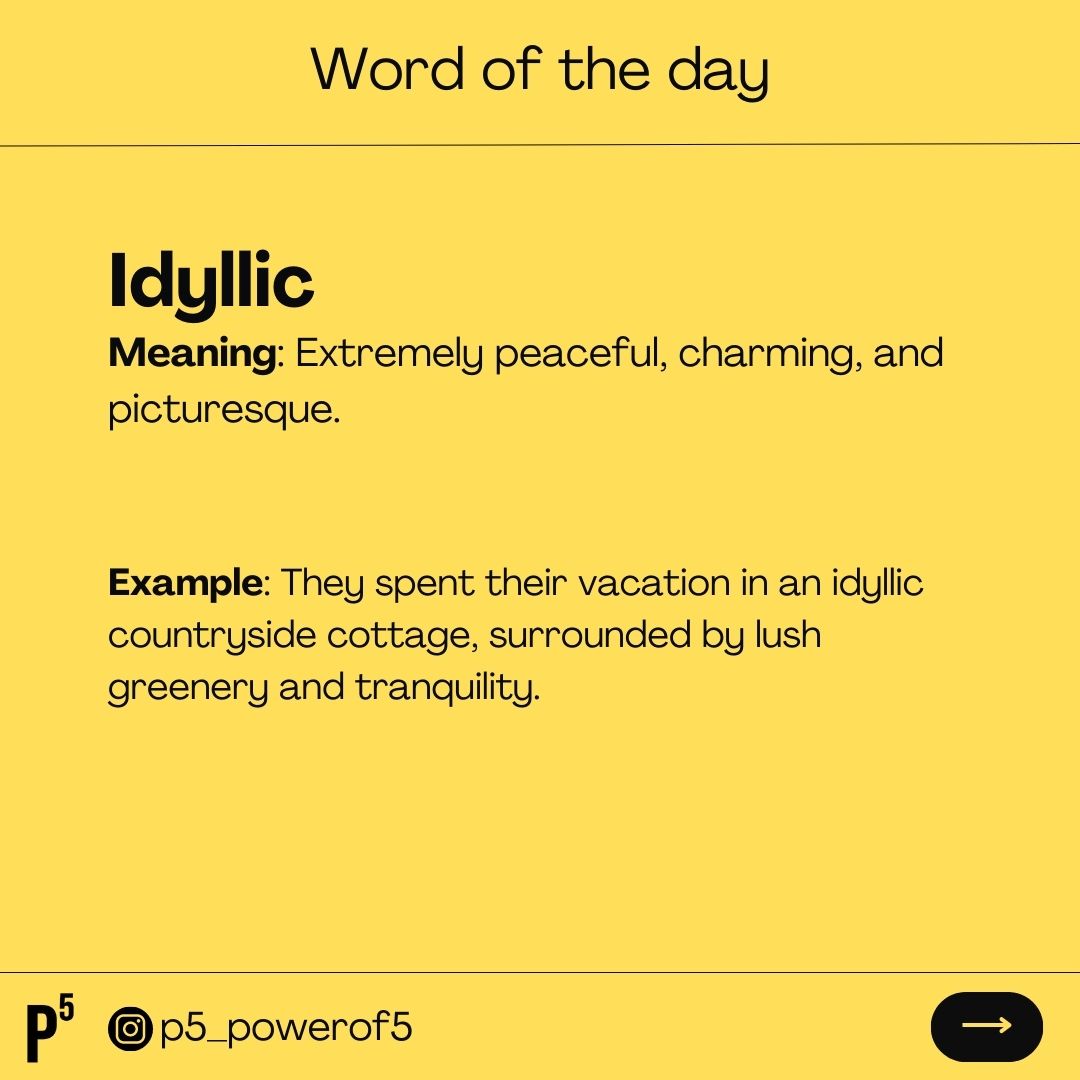 Word of the day
Idyllic
Meaning: Extremely peaceful, charming, and
picturesque.
Example: They spent their vacation in an idyllic
countryside cottage, surrounded by lush
greenery and tranquility.
P⁵ p5_powerof5